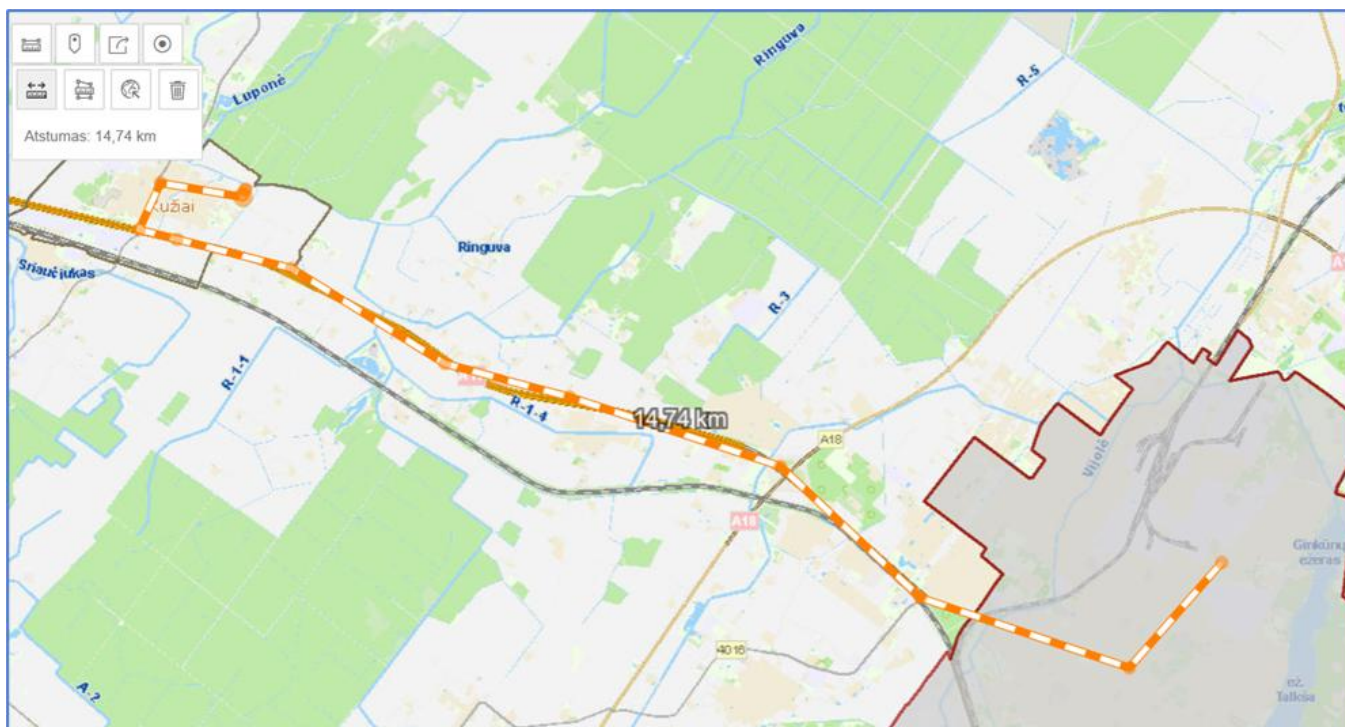 Luponė
Ringuva
R-5
Atstumas: 14,74 km
Kužiai
Ringuva
Sriaučiukas
R-3
R-1-1
R-1-4
14,74 km
A18
A18
Vijolė
Ginkūnų
ežeras
4016
A-2
ež.
Talkša